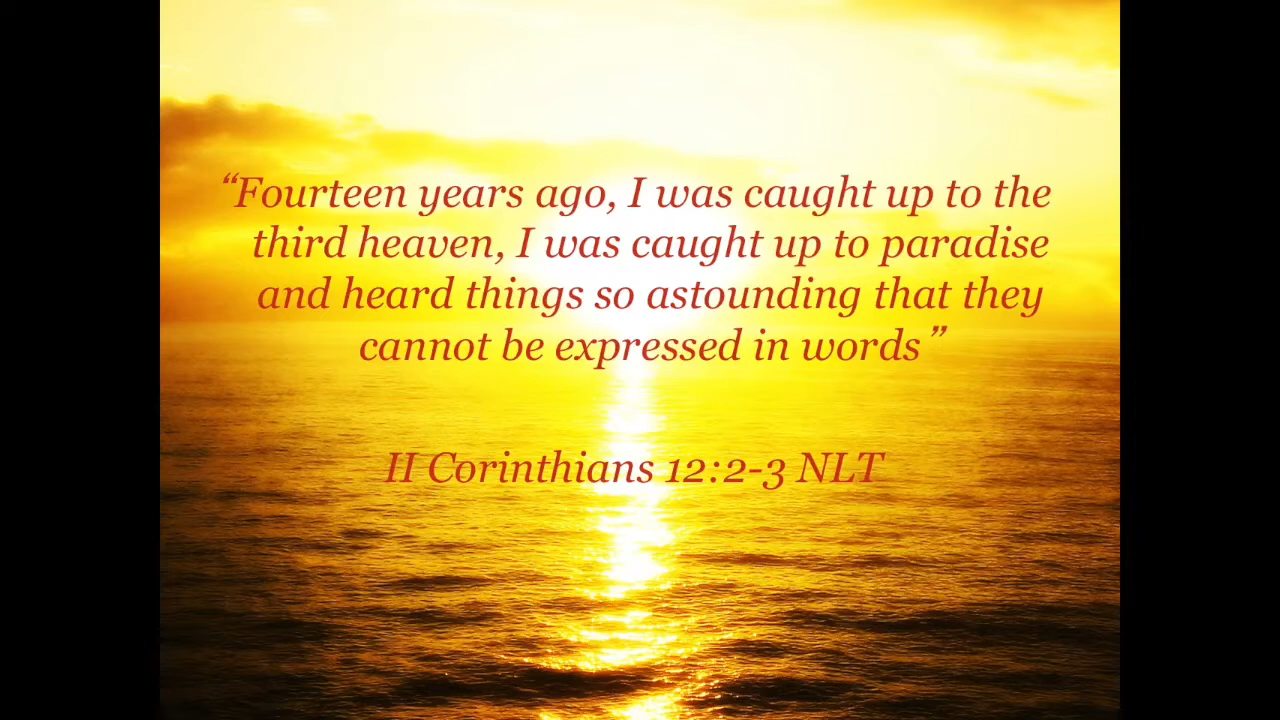 “Fourteen years ago, I was caught up to the
third heaven, I was caught up to paradise
and heard things so astounding that they
cannot be expressed in words”
II Corinthians 12:2-3 NLT